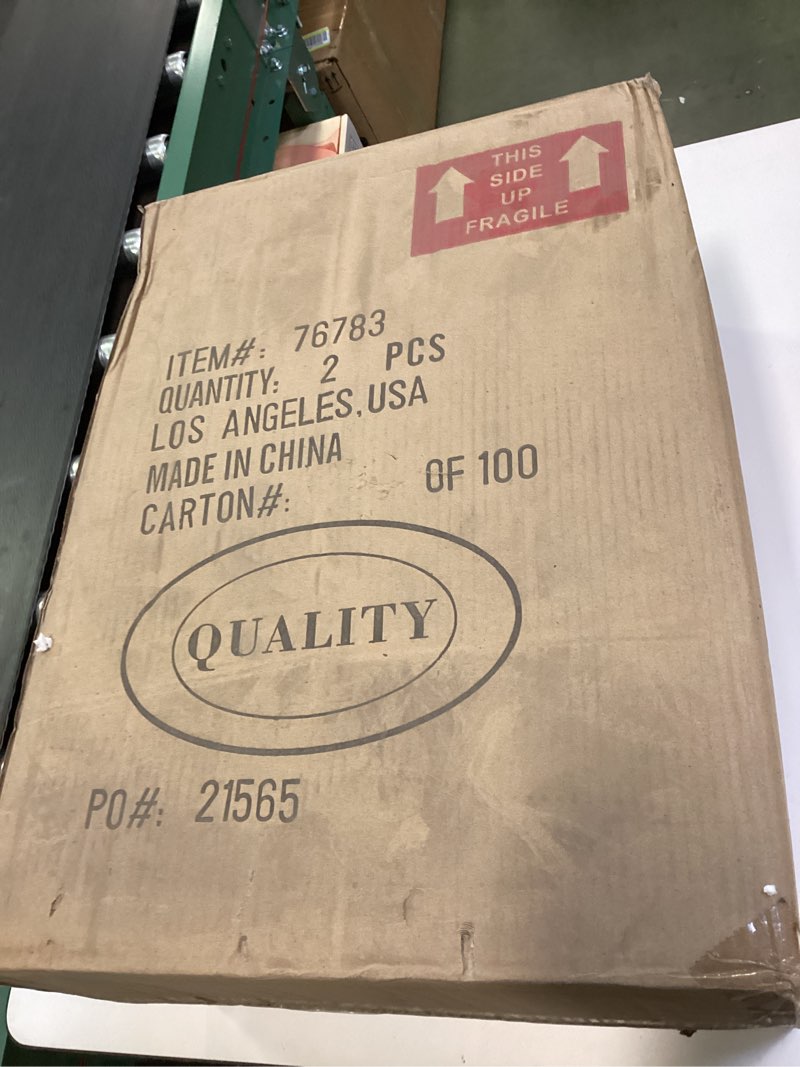 THIS
SIDE
UP
FRAGILE
ITEM#: 76783
QUANTITY: 2 PCS
LOS ANGELES, USA
MADE IN CHINA
CARTON#: OF 100
QUALITY
PO#: 21565